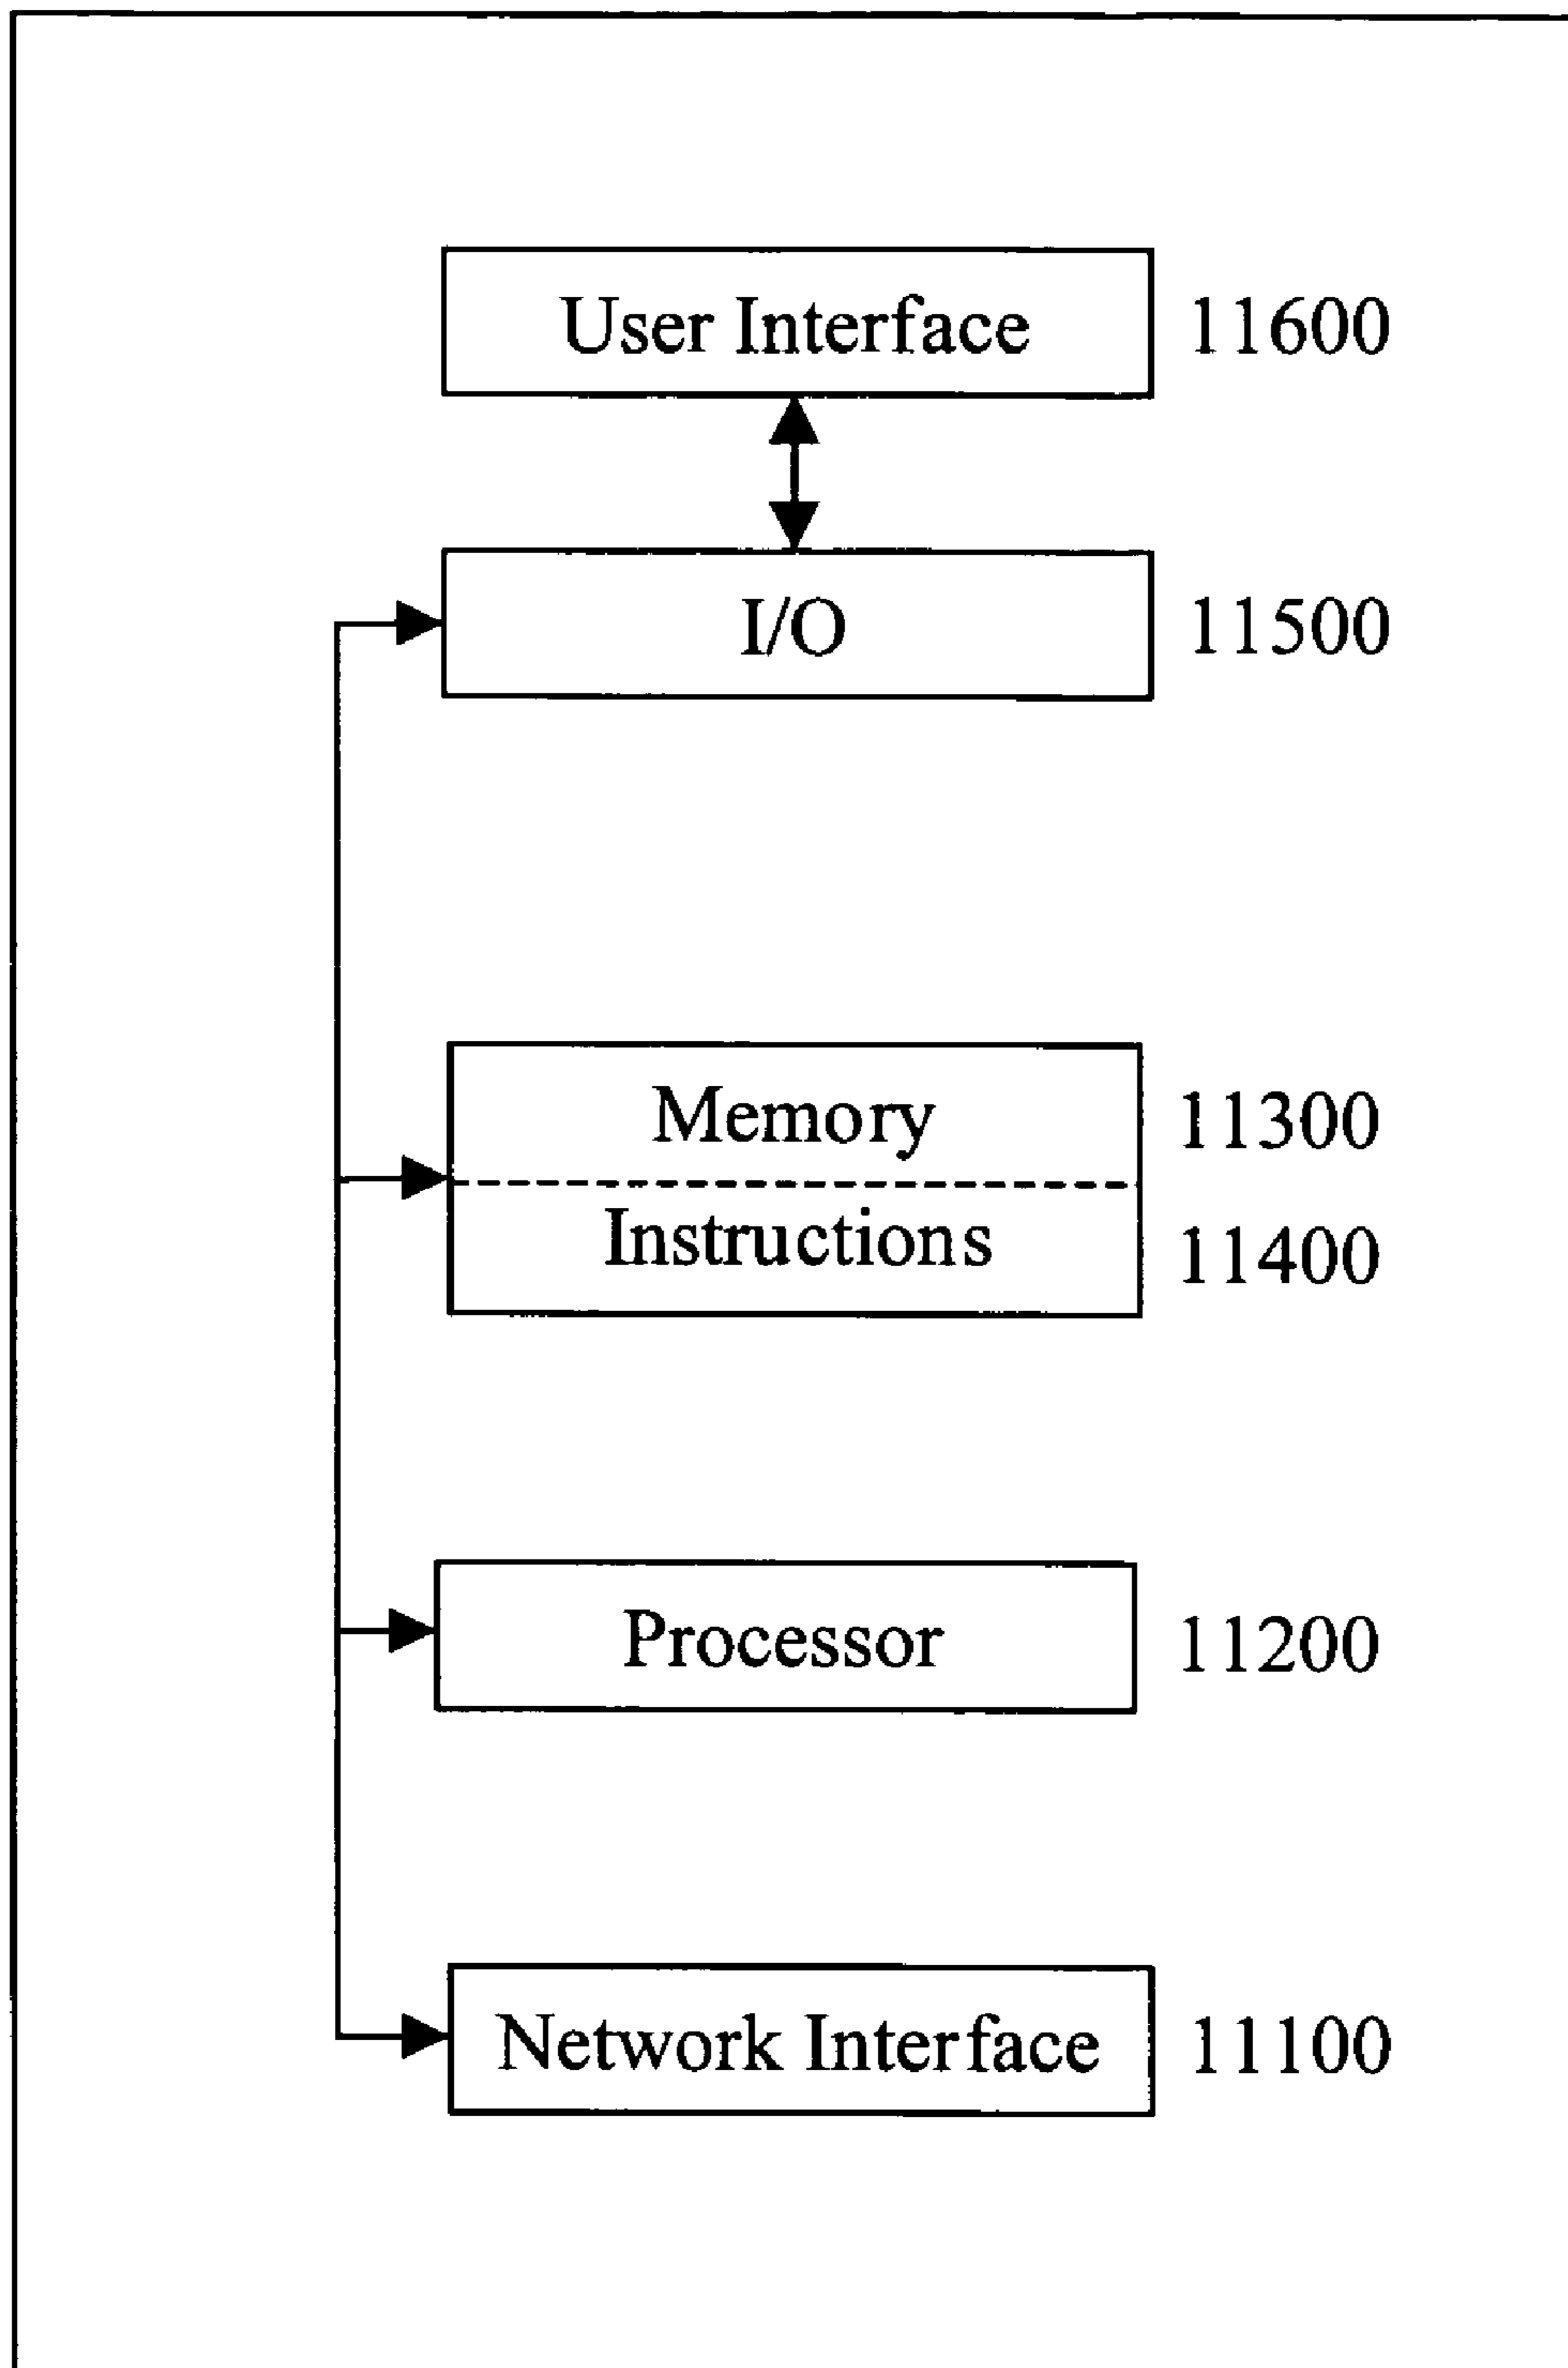 User Interface 11600
I/O 11500
Memory 11300
Instructions 11400
Processor 11200
Network Interface 11100